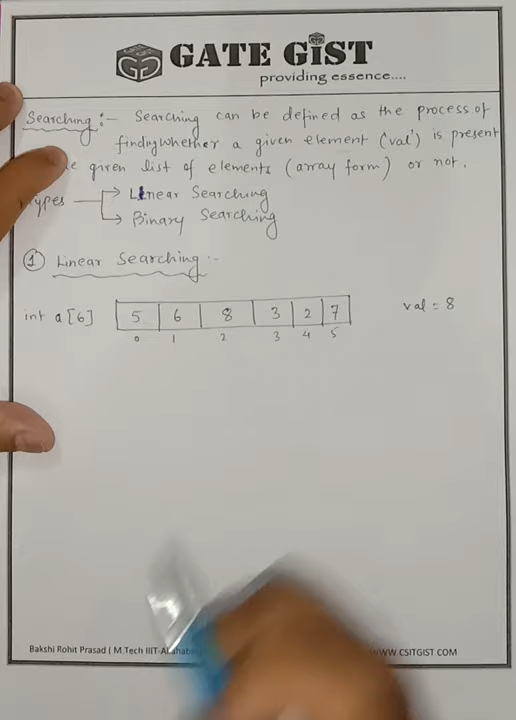 GATE GIST
providing essence....
Searching :- Searching can be defined as the process of
finding whether a given element ('val') is present
given list of elements (array form) or not.
ypes Linear Searching
Binary Searching
① Linear Searching :-
int a[6] 5 6 8 3 2 7 val = 8
0 1 2 3 4 5
Bakshi Rohit Prasad ( M.Tech IIIT-Al WWW.CSITGIST.COM